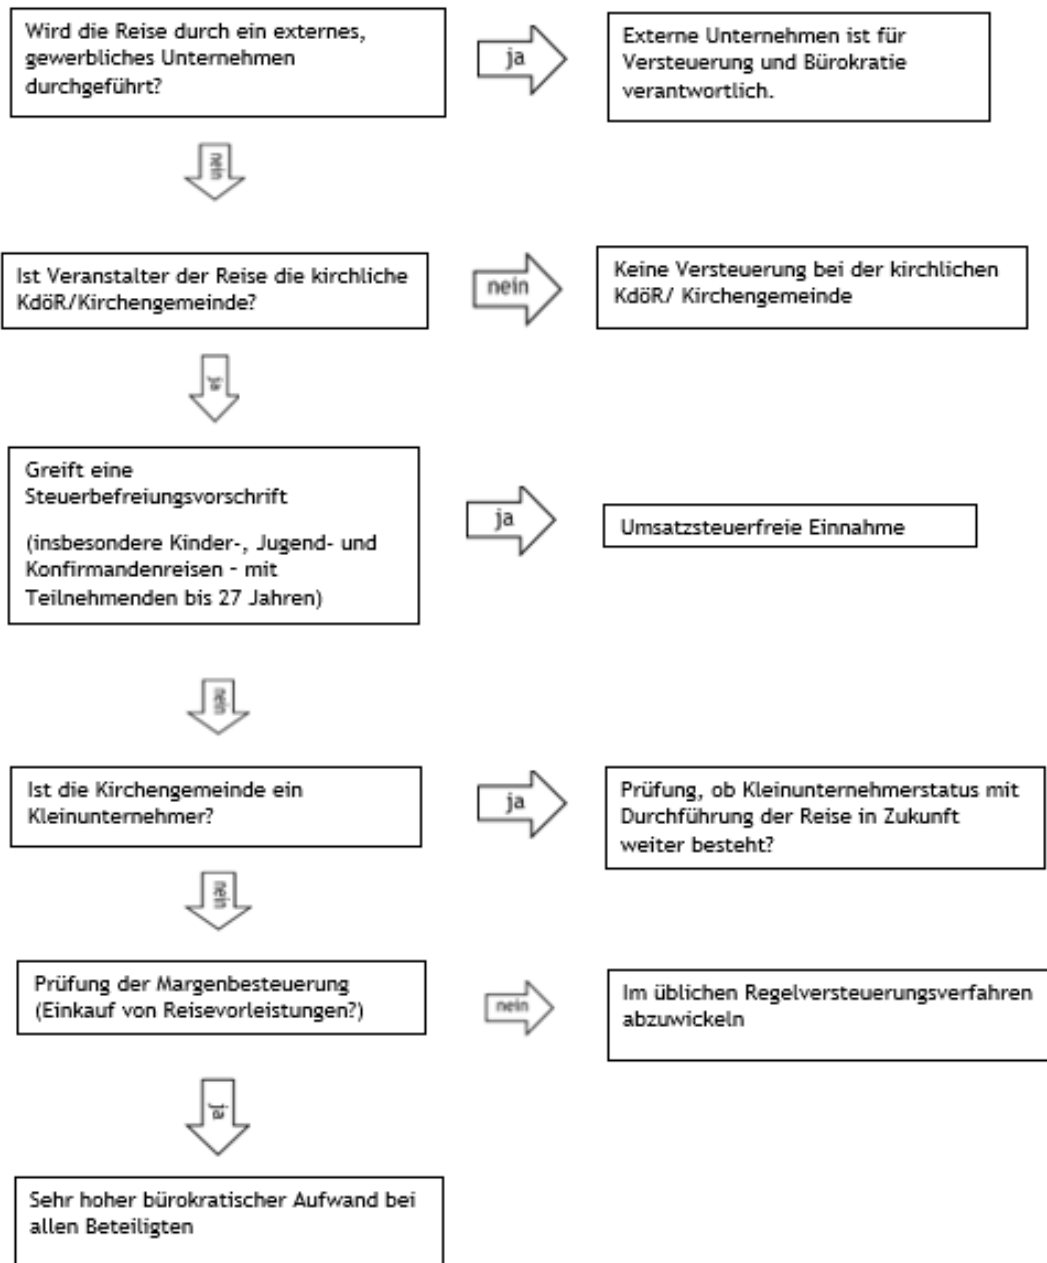 Wird die Reise durch ein externes,
gewerbliches Unternehmen
durchgeführt?
ja
Externe Unternehmen ist für
Versteuerung und Bürokratie
verantwortlich.
nein
Ist Veranstalter der Reise die kirchliche
KdöR/Kirchengemeinde?
nein
Keine Versteuerung bei der kirchlichen
KdöR/ Kirchengemeinde
ja
Greift eine
Steuerbefreiungsvorschrift
(insbesondere Kinder-, Jugend- und
Konfirmandenreisen - mit
Teilnehmenden bis 27 Jahren)
ja
Umsatzsteuerfreie Einnahme
nein
Ist die Kirchengemeinde ein
Kleinunternehmer?
ja
Prüfung, ob Kleinunternehmerstatus mit
Durchführung der Reise in Zukunft
weiter besteht?
nein
Prüfung der Margenbesteuerung
(Einkauf von Reisevorleistungen?)
nein
Im üblichen Regelversteuerungsverfahren
abzuwickeln
ja
Sehr hoher bürokratischer Aufwand bei
allen Beteiligten